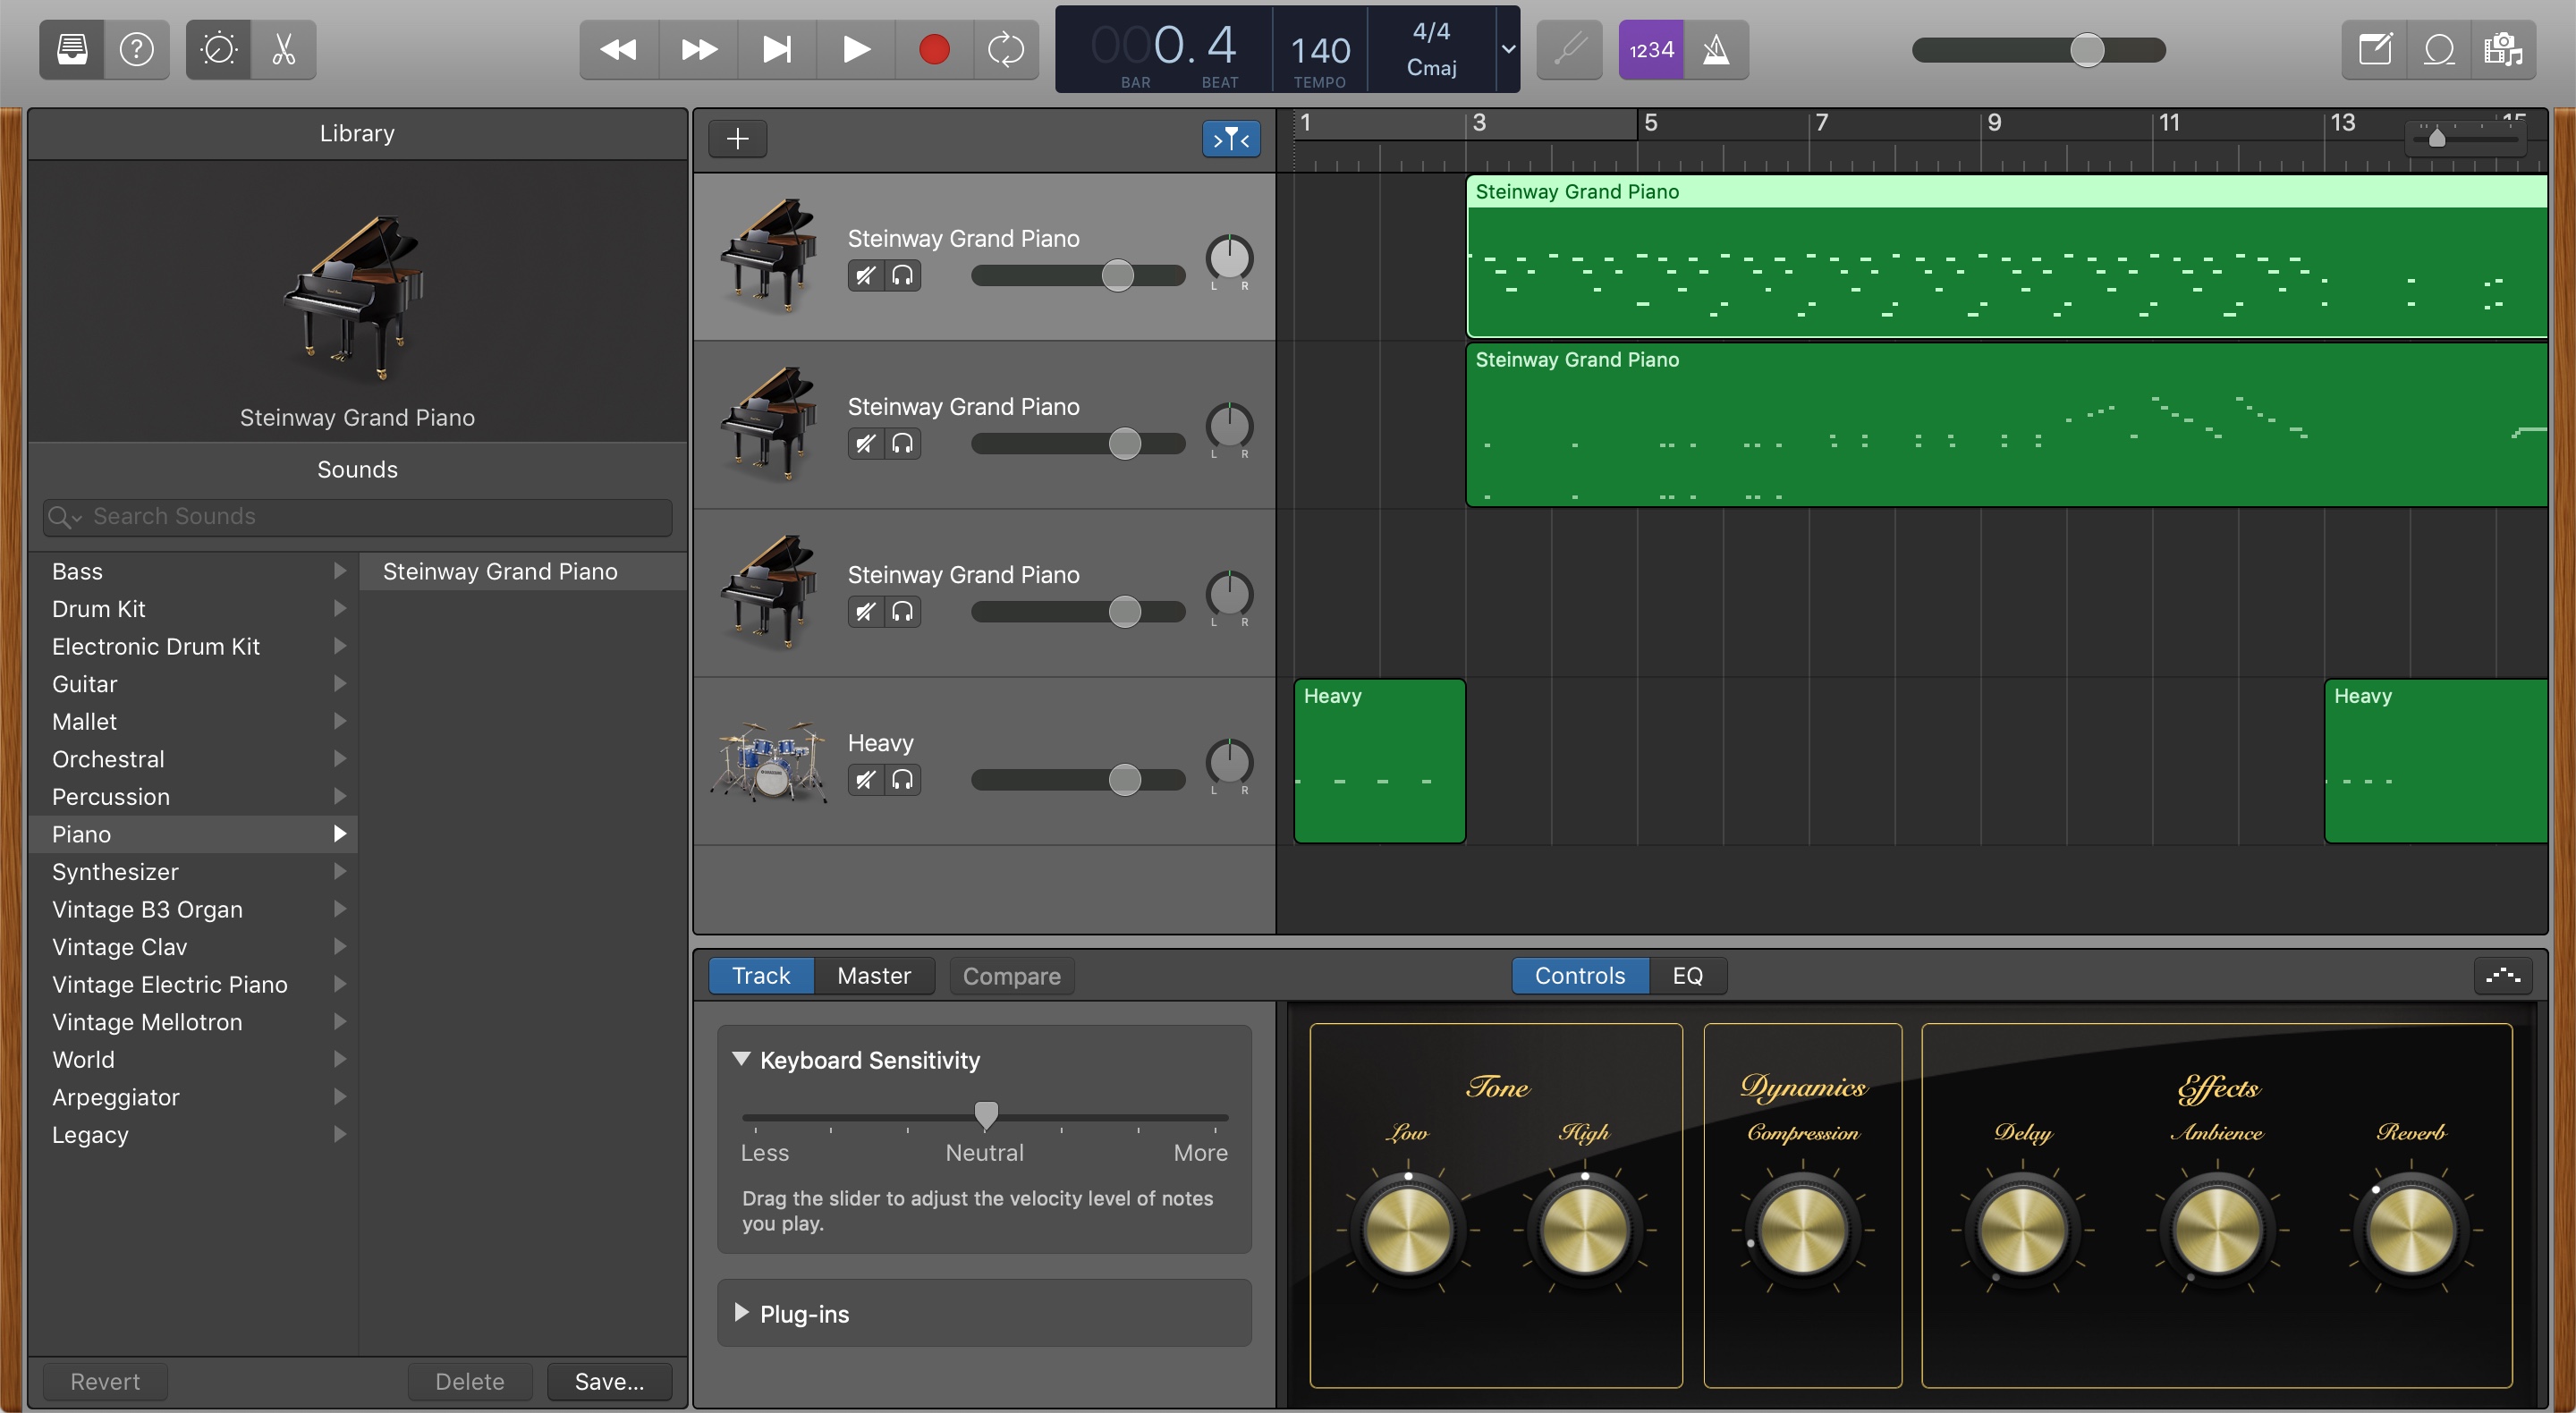 000. 4
BAR BEAT
140
TEMPO
4/4
Cmaj
1234
Library
Steinway Grand Piano
Sounds
Search Sounds
Bass
Drum Kit
Electronic Drum Kit
Guitar
Mallet
Orchestral
Percussion
Piano
Synthesizer
Vintage B3 Organ
Vintage Clav
Vintage Electric Piano
Vintage Mellotron
World
Arpeggiator
Legacy
Steinway Grand Piano
Revert
Delete
Save...
1 3 5 7 9 11 13 15
Steinway Grand Piano
L R
Steinway Grand Piano
Steinway Grand Piano
L R
Steinway Grand Piano
Steinway Grand Piano
L R
Heavy
L R
Heavy
Heavy
Track
Master
Compare
Controls
EQ
Keyboard Sensitivity
Less Neutral More
Drag the slider to adjust the velocity level of notes
you play.
Plug-ins
Tone
Low High
Dynamics
Compression
Effects
Delay Ambience Reverb